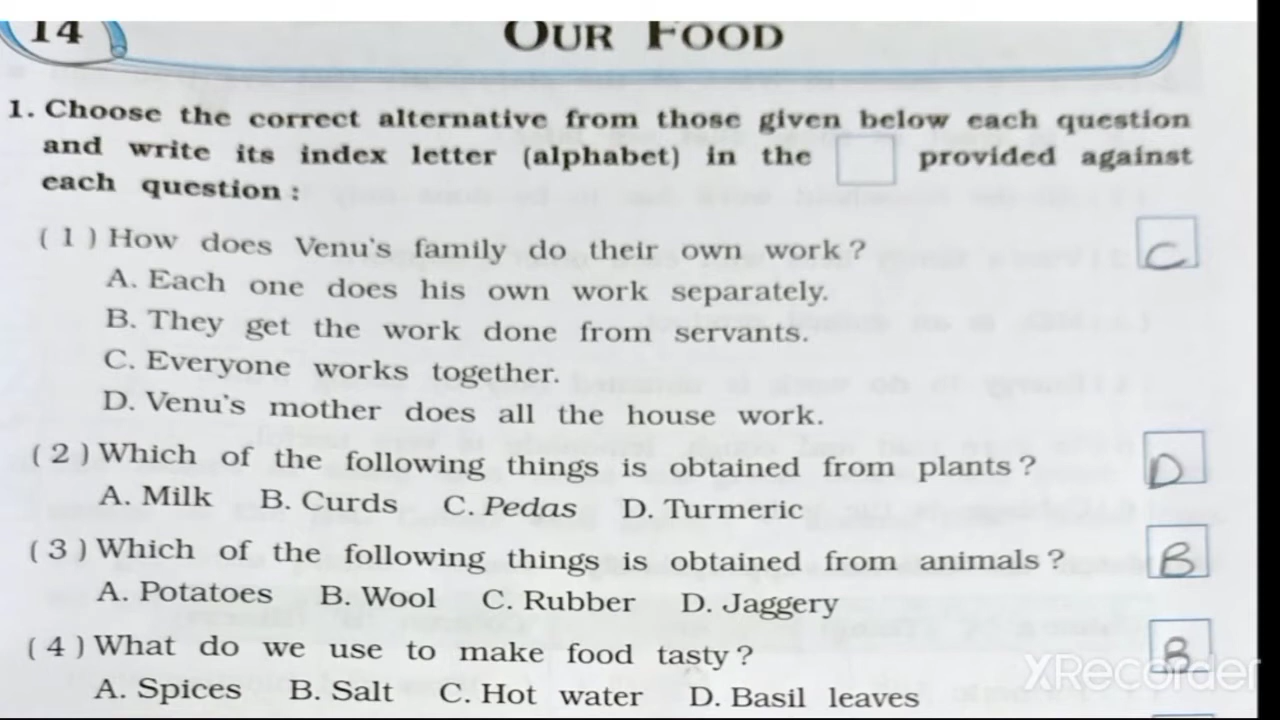 14 OUR FOOD
1. Choose the correct alternative from those given below each question
and write its index letter (alphabet) in the provided against
each question :
( 1 ) How does Venu's family do their own work ? C
A. Each one does his own work separately.
B. They get the work done from servants.
C. Everyone works together.
D. Venu's mother does all the house work.
( 2 ) Which of the following things is obtained from plants ? D
A. Milk B. Curds C. Pedas D. Turmeric
( 3 ) Which of the following things is obtained from animals ? B
A. Potatoes B. Wool C. Rubber D. Jaggery
( 4 ) What do we use to make food tasty ? B
XRecorder
A. Spices B. Salt C. Hot water D. Basil leaves